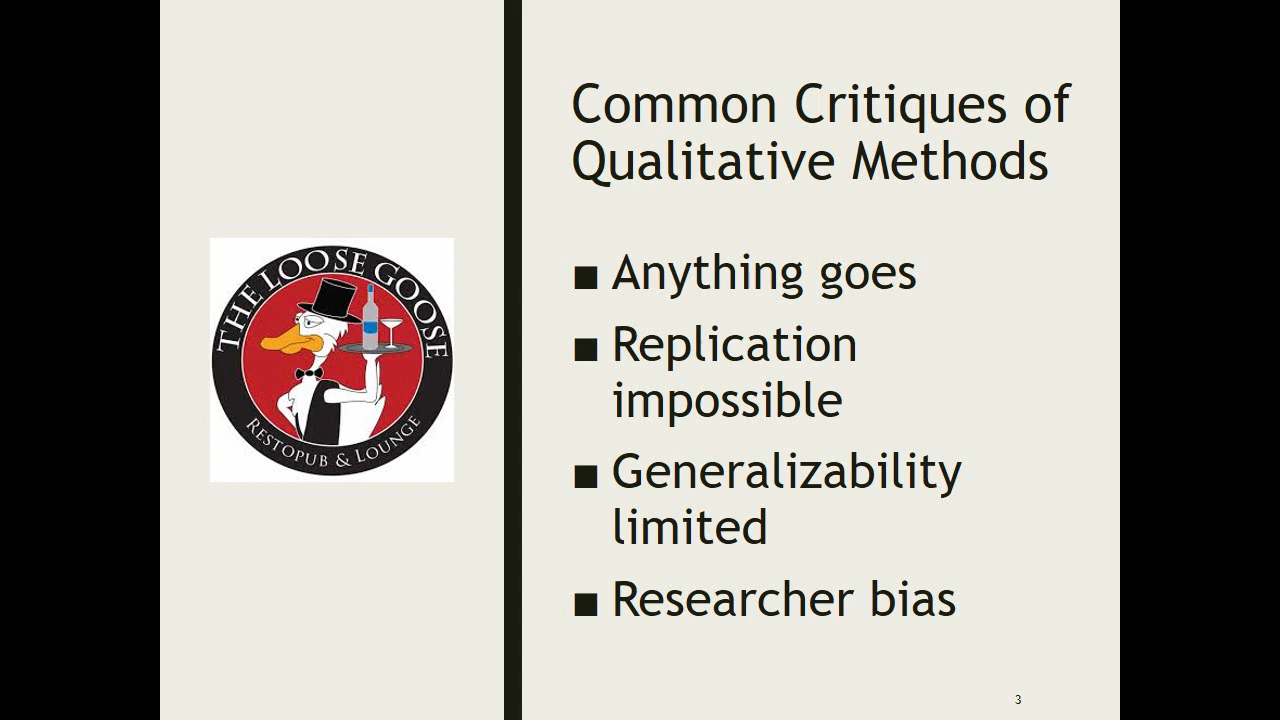 THE LOOSE GOOSE
RESTOPUB & LOUNGE
Common Critiques of
Qualitative Methods
■ Anything goes
■ Replication
impossible
■ Generalizability
limited
■ Researcher bias
3